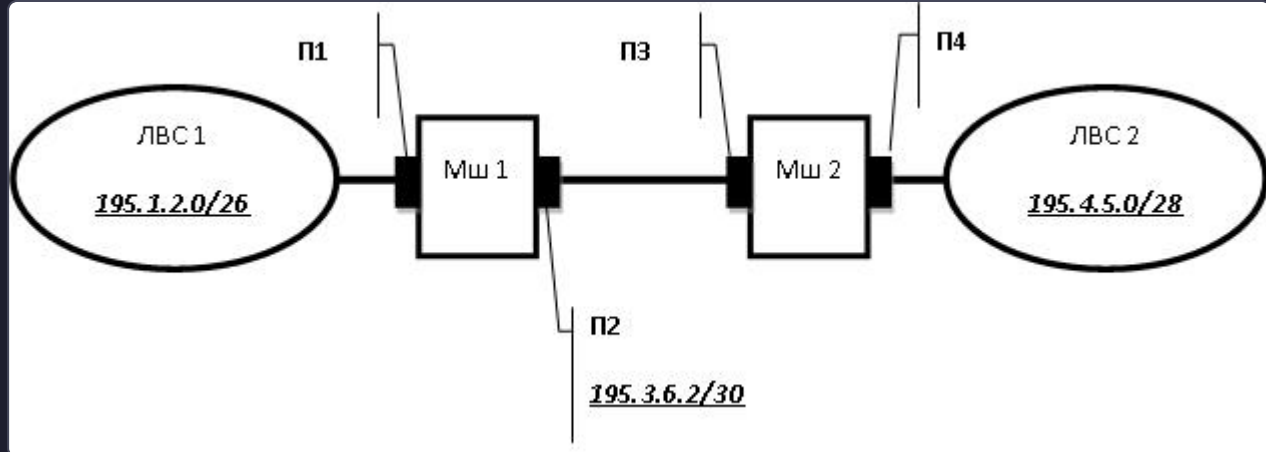 П1
П3
П4
ЛВС 1
195.1.2.0/26
Мш 1
Мш 2
ЛВС 2
195.4.5.0/28
П2
195.3.6.2/30